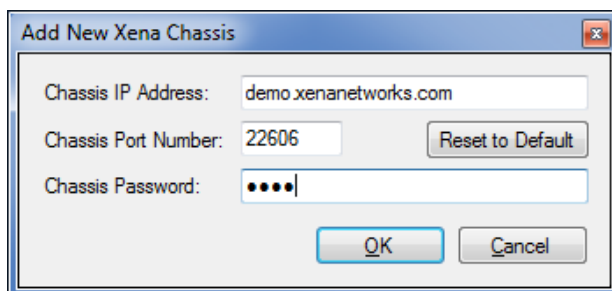 Add New Xena Chassis
Chassis IP Address: demo.xenanetworks.com
Chassis Port Number: 22606 Reset to Default
Chassis Password: ●●●●
OK Cancel